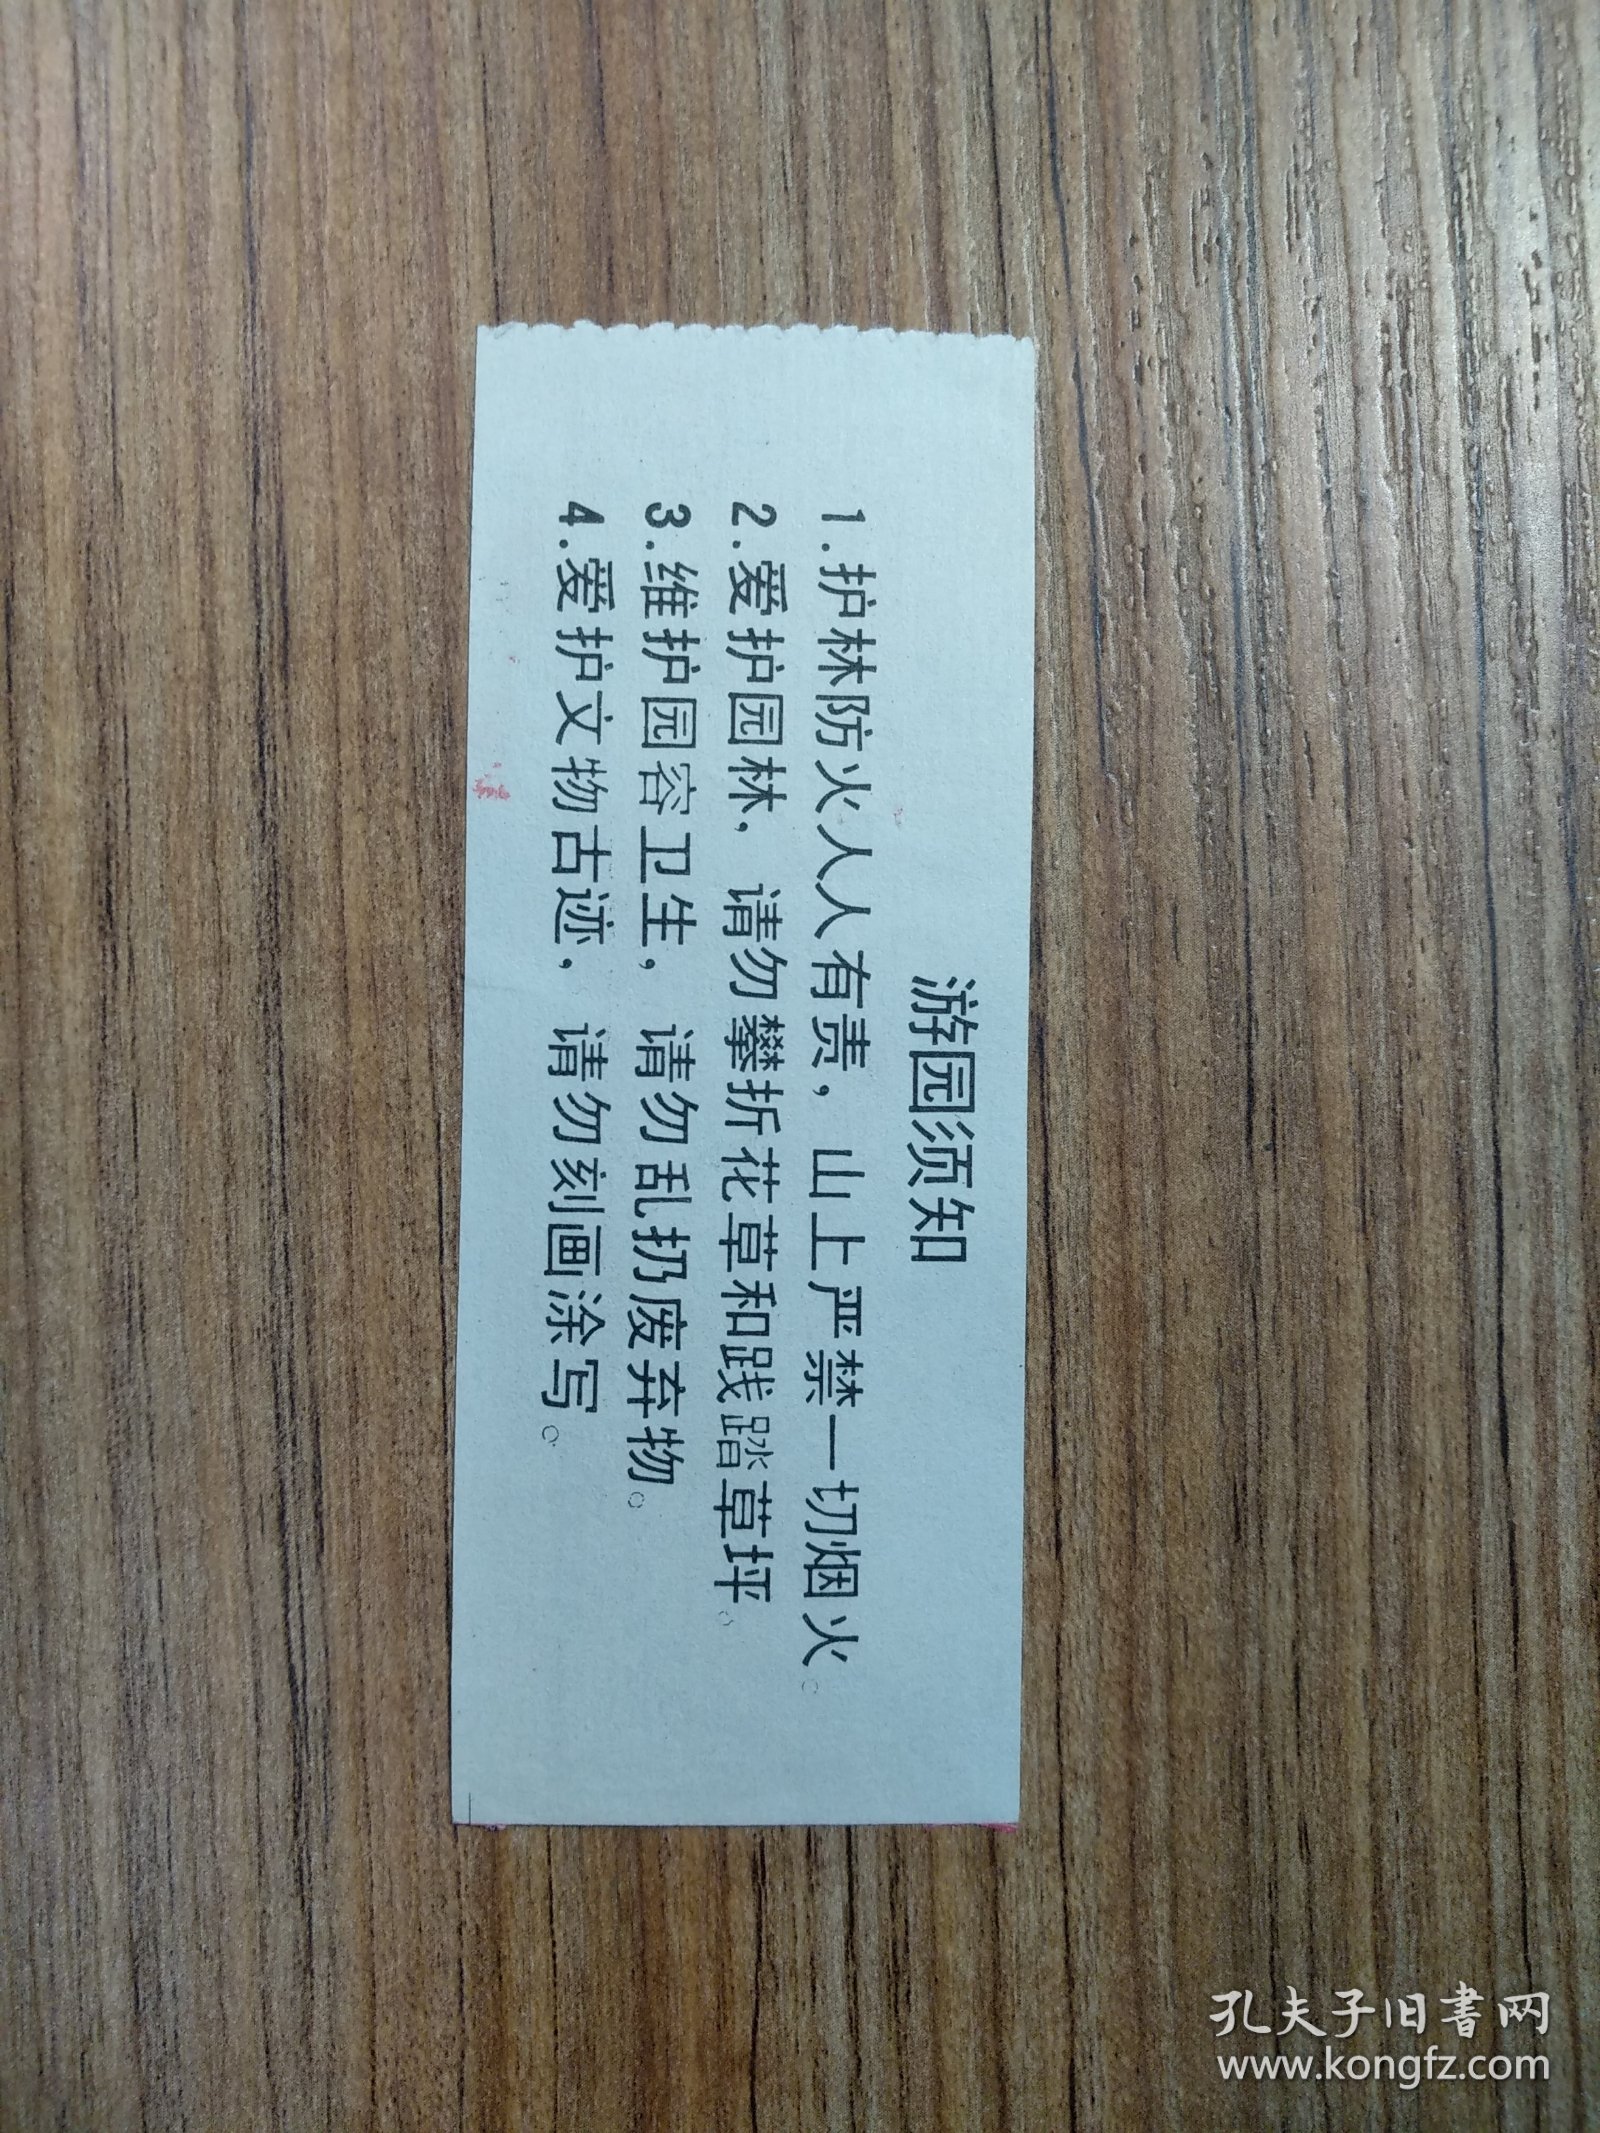 游园须知
1.护林防火人人有责，山上严禁一切烟火。
2.爱护园林，请勿攀折花草和践踏草坪。
3.维护园容卫生，请勿乱扔废弃物。
4.爱护文物古迹，请勿刻画涂写。
孔夫子旧書网
www.kongfz.com